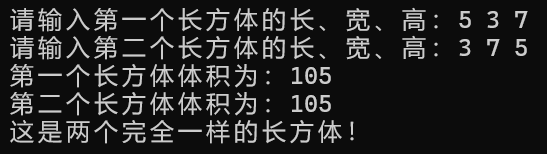 请输入第一个长方体的长、宽、高：5 3 7
请输入第二个长方体的长、宽、高：3 7 5
第一个长方体体积为：105
第二个长方体体积为：105
这是两个完全一样的长方体！